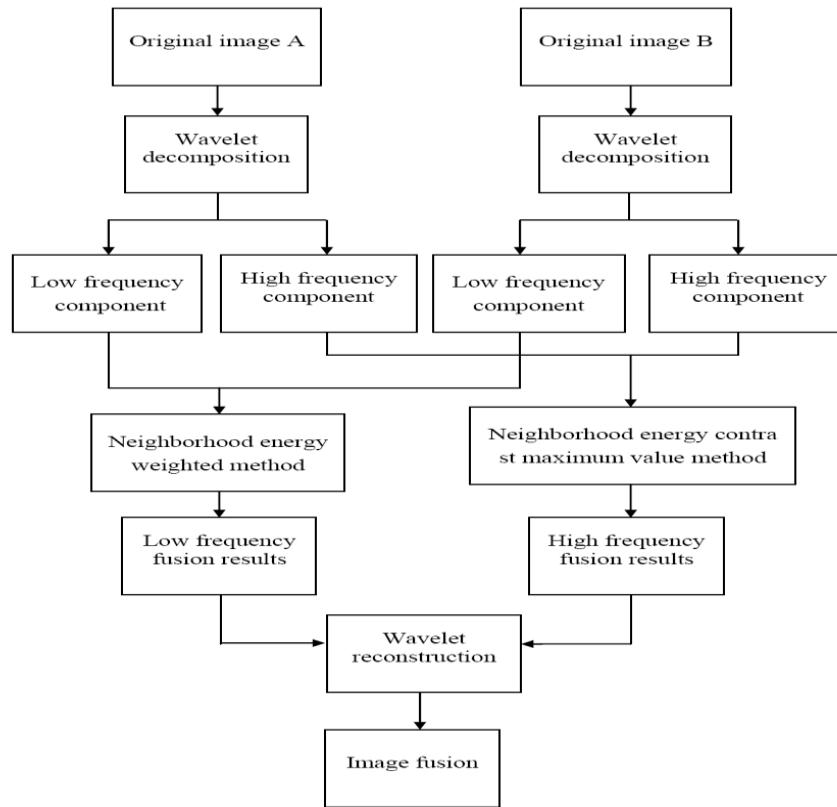 Original image A
Original image B
Wavelet
decomposition
Wavelet
decomposition
Low frequency
component
High frequency
component
Low frequency
component
High frequency
component
Neighborhood energy
weighted method
Neighborhood energy contra
st maximum value method
Low frequency
fusion results
High frequency
fusion results
Wavelet
reconstruction
Image fusion